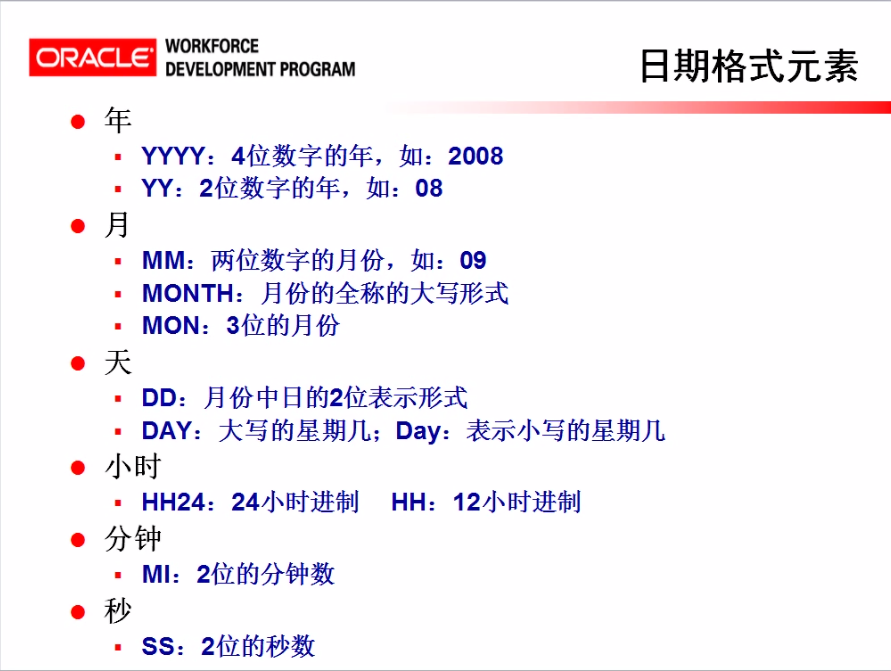 ORACLE
WORKFORCE
DEVELOPMENT PROGRAM
日期格式元素
年
YYYY：4位数字的年，如：2008
YY：2位数字的年，如：08
月
MM：两位数字的月份，如：09
MONTH：月份的全称的大写形式
MON：3位的月份
天
DD：月份中日的2位表示形式
DAY：大写的星期几；Day：表示小写的星期几
小时
HH24：24小时进制 HH：12小时进制
分钟
MI：2位的分钟数
秒
SS：2位的秒数